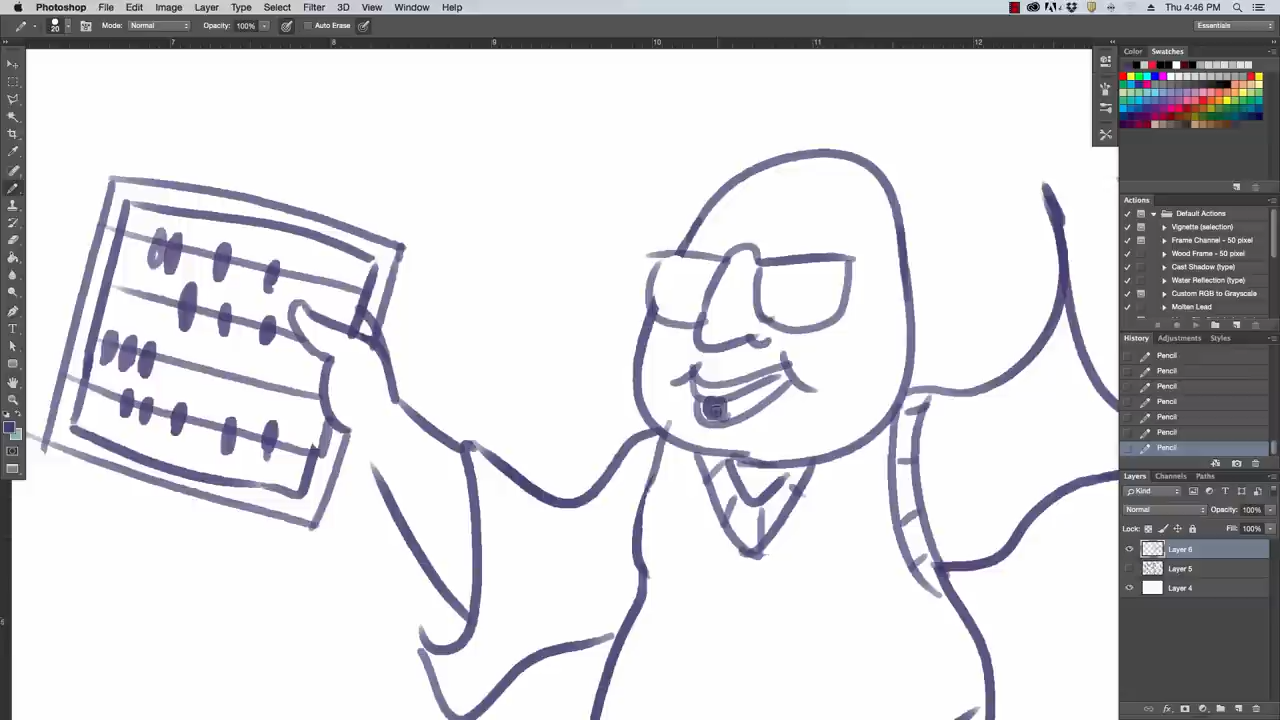 Photoshop File Edit Image Layer Type Select Filter 3D View Window Help Thu 4:46 PM
20 Mode: Normal Opacity: 100% Auto Erase Essentials
7 8 9 10 11 12
Color Swatches
Actions
Default Actions
Vignette (selection)
Frame Channel - 50 pixel
Wood Frame - 50 pixel
Cast Shadow (type)
Water Reflection (type)
Custom RGB to Grayscale
Molten Lead
History Adjustments Styles
Pencil
Pencil
Pencil
Pencil
Pencil
Pencil
Pencil
Layers Channels Paths
Kind
Normal Opacity: 100%
Lock: Fill: 100%
Layer 6
Layer 5
Layer 4
fx